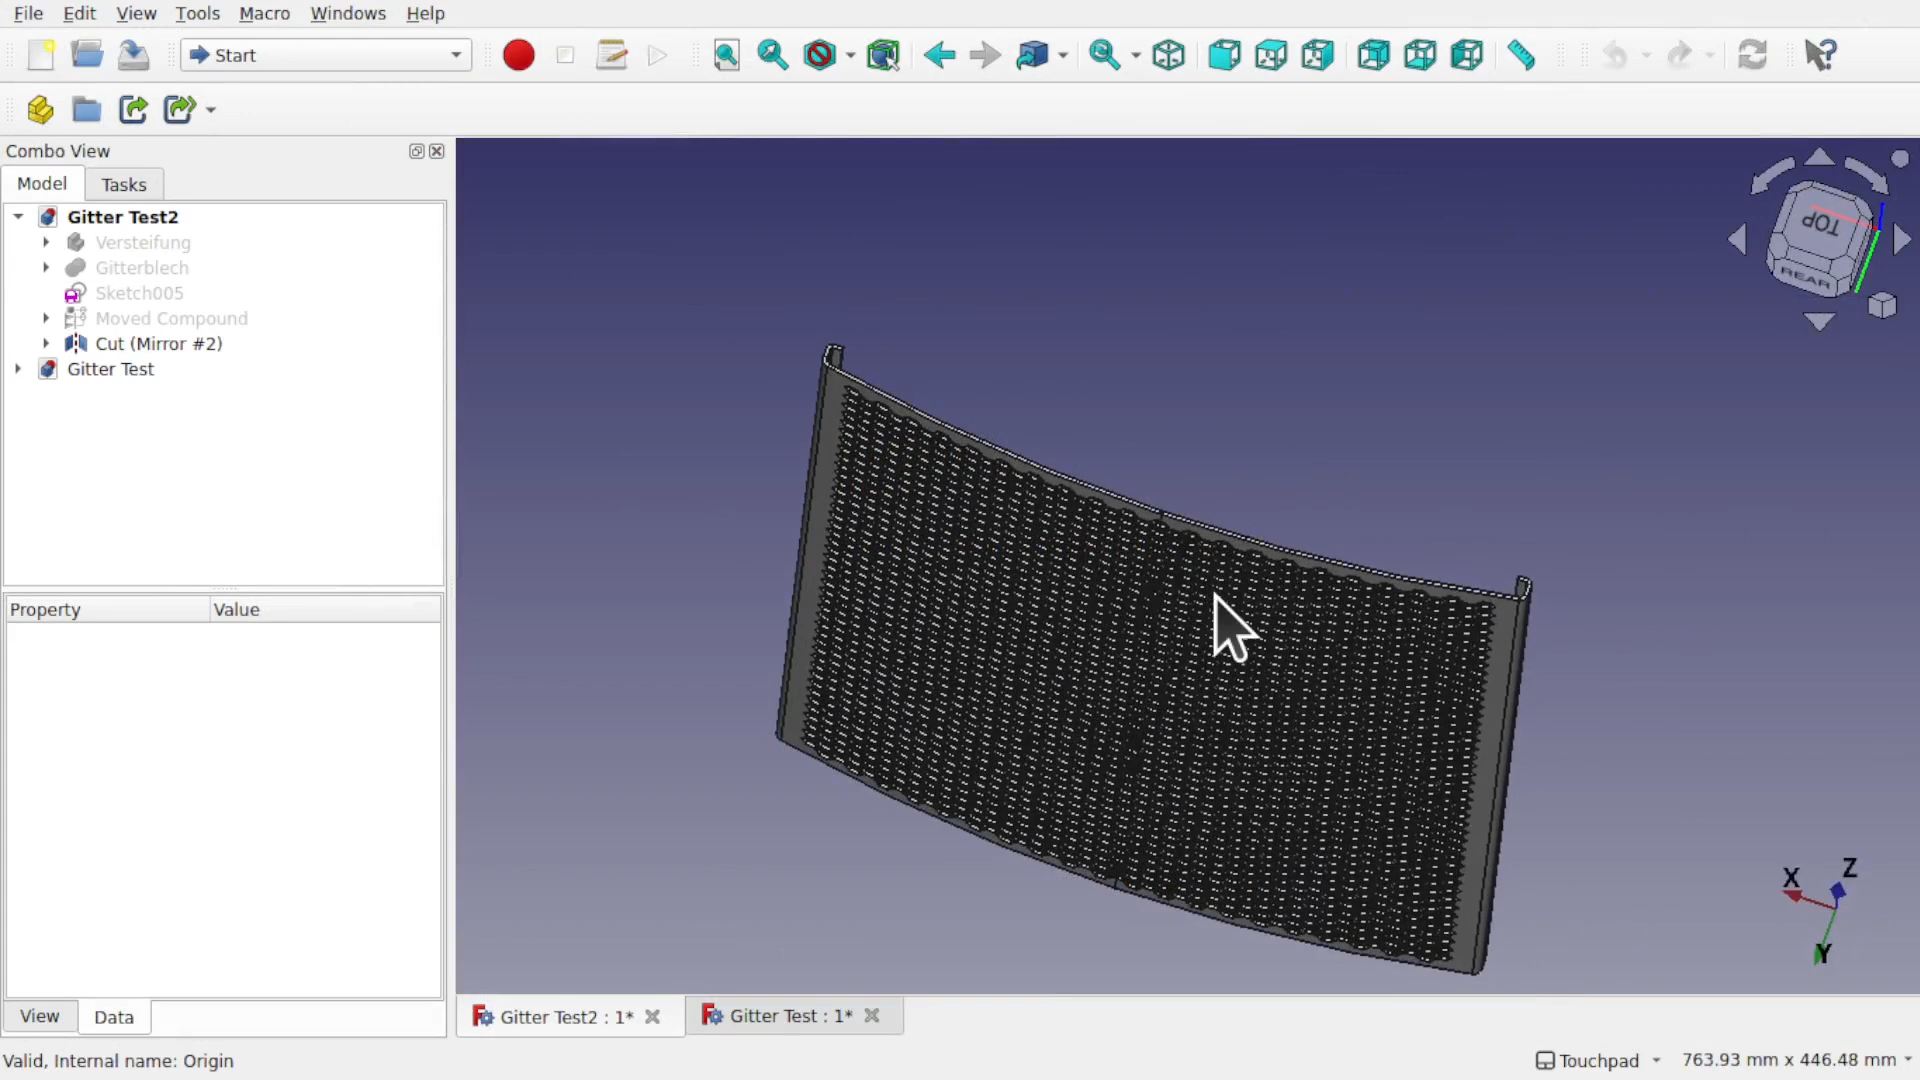 File Edit View Tools Macro Windows Help
Start
Combo View
Model Tasks
Gitter Test2
Versteifung
Gitterblech
Sketch005
Moved Compound
Cut (Mirror #2)
Gitter Test
Property Value
View Data
TOP
REAR
X Z
Y
Gitter Test2 : 1* Gitter Test : 1*
Valid, Internal name: Origin Touchpad 763.93 mm x 446.48 mm